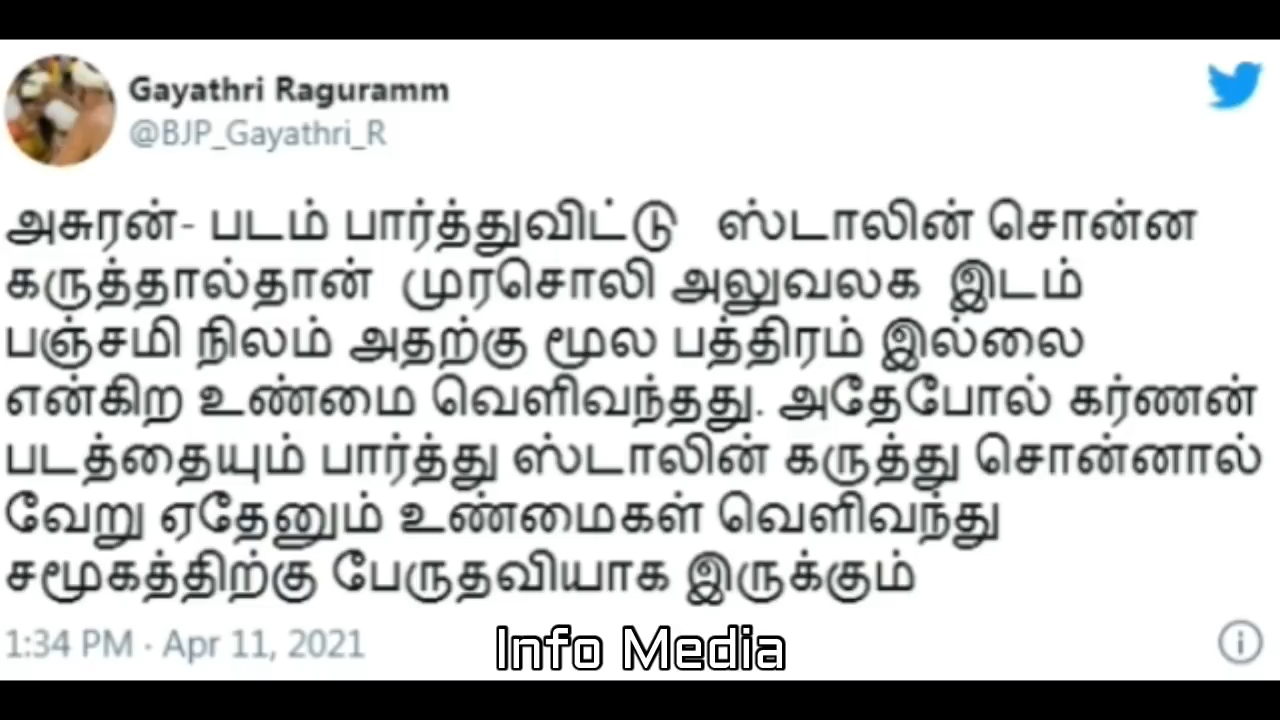 Gayathri Raguramm
@BJP_Gayathri_R
அசுரன்- படம் பார்த்துவிட்டு ஸ்டாலின் சொன்ன
கருத்தால்தான் முரசொலி அலுவலக இடம்
பஞ்சமி நிலம் அதற்கு மூல பத்திரம் இல்லை
என்கிற உண்மை வெளிவந்தது. அதேபோல் கர்ணன்
படத்தையும் பார்த்து ஸ்டாலின் கருத்து சொன்னால்
வேறு ஏதேனும் உண்மைகள் வெளிவந்து
சமூகத்திற்கு பேருதவியாக இருக்கும்
1:34 PM · Apr 11, 2021
Info Media